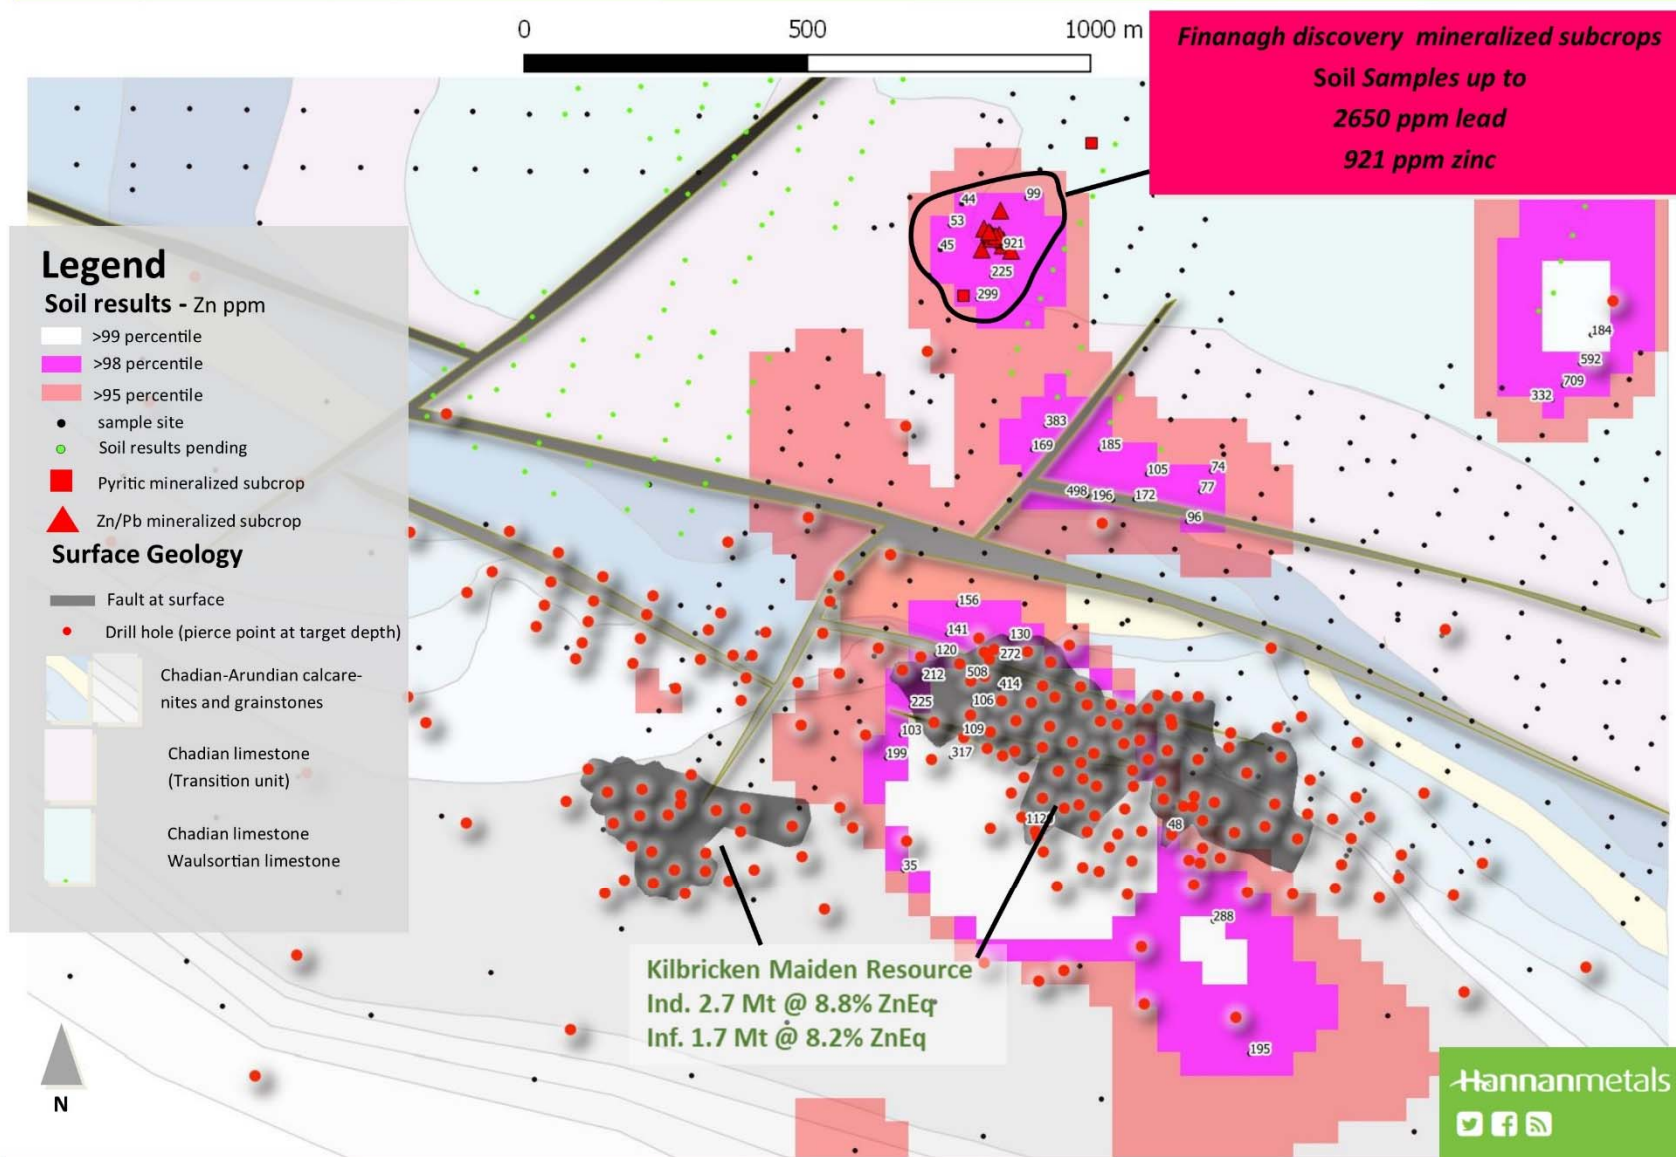 0 500 1000 m
Finanagh discovery mineralized subcrops
Soil Samples up to
2650 ppm lead
921 ppm zinc
44
99
53
45
921
225
299
184
592
709
332
Legend
Soil results - Zn ppm
>99 percentile
>98 percentile
>95 percentile
sample site
Soil results pending
Pyritic mineralized subcrop
Zn/Pb mineralized subcrop
Surface Geology
Fault at surface
Drill hole (pierce point at target depth)
Chadian-Arundian calcare-
nites and grainstones
Chadian limestone
(Transition unit)
Chadian limestone
Waulsortian limestone
383
169
185
105
74
77
498
196
172
96
156
141
130
120
272
212
508
414
225
106
103
109
199
317
48
35
288
195
Kilbricken Maiden Resource
Ind. 2.7 Mt @ 8.8% ZnEq
Inf. 1.7 Mt @ 8.2% ZnEq
N
Hannanmetals